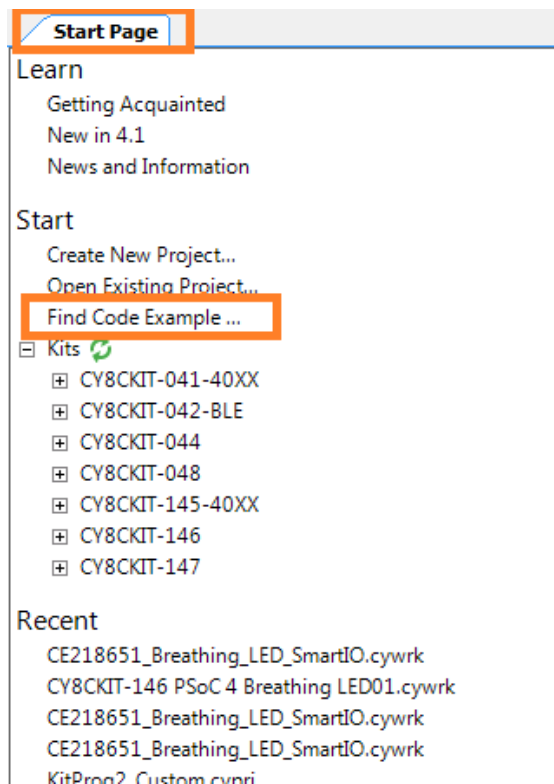 Start Page
Learn
Getting Acquainted
New in 4.1
News and Information
Start
Create New Project...
Open Existing Project...
Find Code Example ...
Kits
CY8CKIT-041-40XX
CY8CKIT-042-BLE
CY8CKIT-044
CY8CKIT-048
CY8CKIT-145-40XX
CY8CKIT-146
CY8CKIT-147
Recent
CE218651_Breathing_LED_SmartIO.cywrk
CY8CKIT-146 PSoC 4 Breathing LED01.cywrk
CE218651_Breathing_LED_SmartIO.cywrk
CE218651_Breathing_LED_SmartIO.cywrk
KitProg2_Custom.cyprj